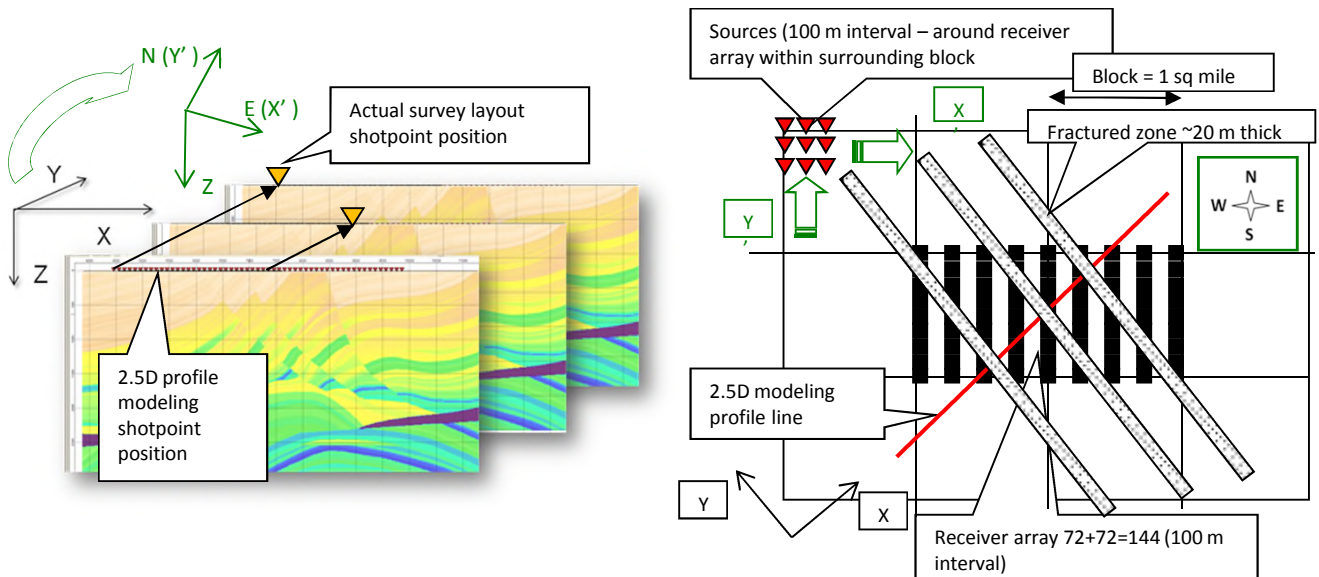 N (Y’)
E (X’)
Z
Y
X
Z
Actual survey layout
shotpoint position
2.5D profile
modeling
shotpoint
position
Sources (100 m interval – around receiver
array within surrounding block
Block = 1 sq mile
X
’
Fractured zone ~20 m thick
N
W E
S
Y
’
2.5D modeling
profile line
Y
X
Receiver array 72+72=144 (100 m
interval)